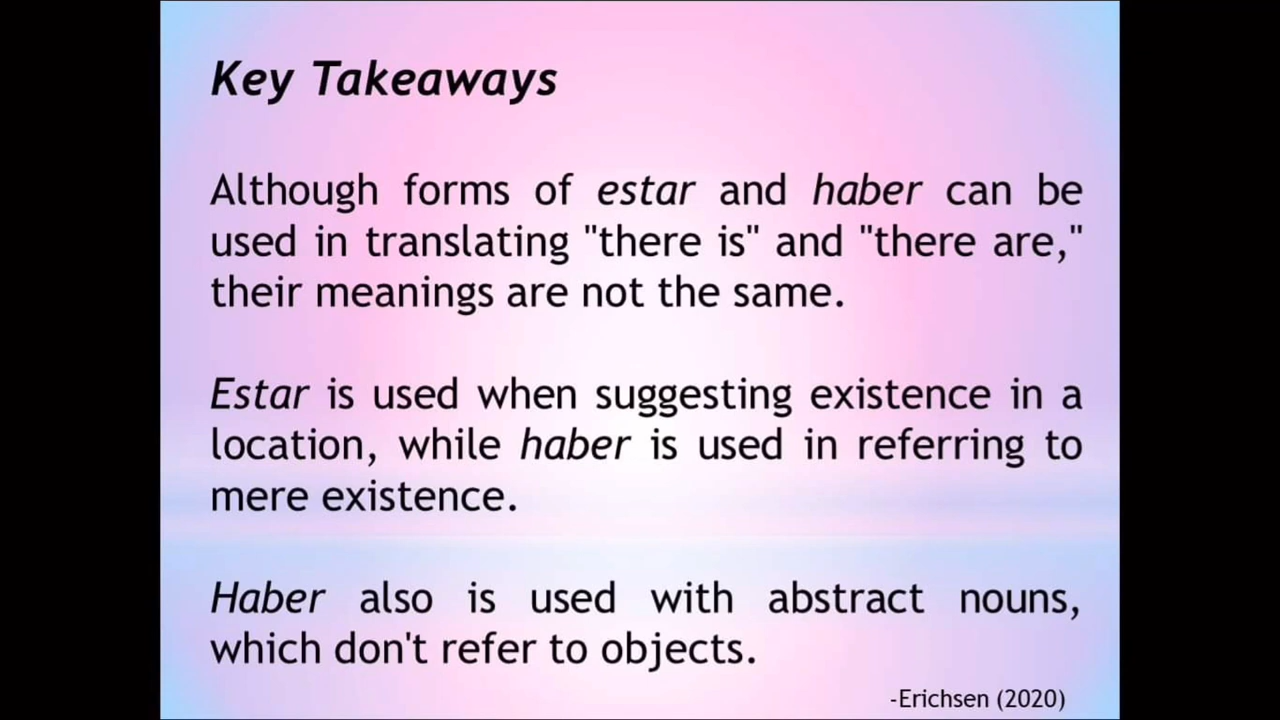 Key Takeaways
Although forms of estar and haber can be
used in translating "there is" and "there are,"
their meanings are not the same.
Estar is used when suggesting existence in a
location, while haber is used in referring to
mere existence.
Haber also is used with abstract nouns,
which don't refer to objects.
-Erichsen (2020)